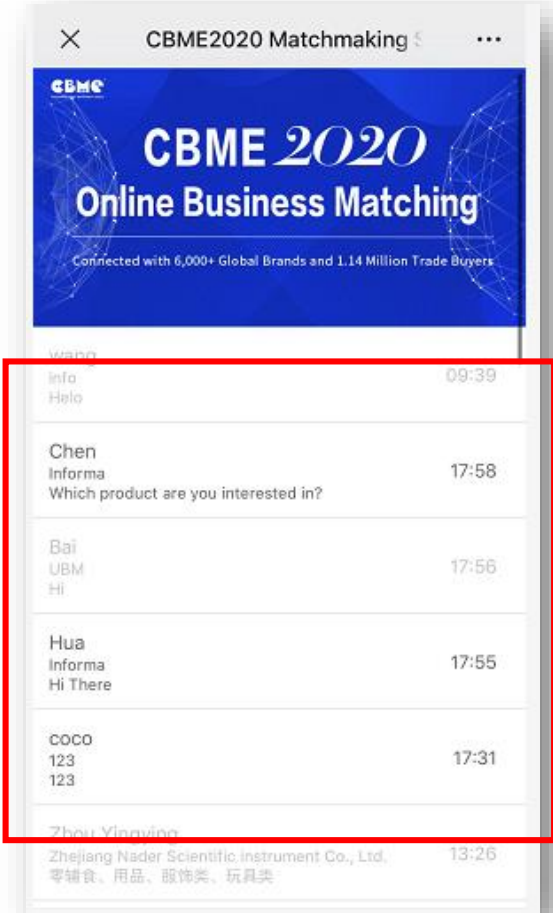 CBME2020 Matchmaking S
CBME
CBME 2020
Online Business Matching
Connected with 6,000+ Global Brands and 1.14 Million Trade Buyers
wang
info
Helo
09:39
Chen
Informa
Which product are you interested in?
17:58
Bai
UBM
Hi
17:56
Hua
Informa
Hi There
17:55
coco
123
123
17:31
Zhou Yingying
Zhejiang Nader Scientific instrument Co., Ltd.
零辅食、用品、服饰类、玩具类
13:26